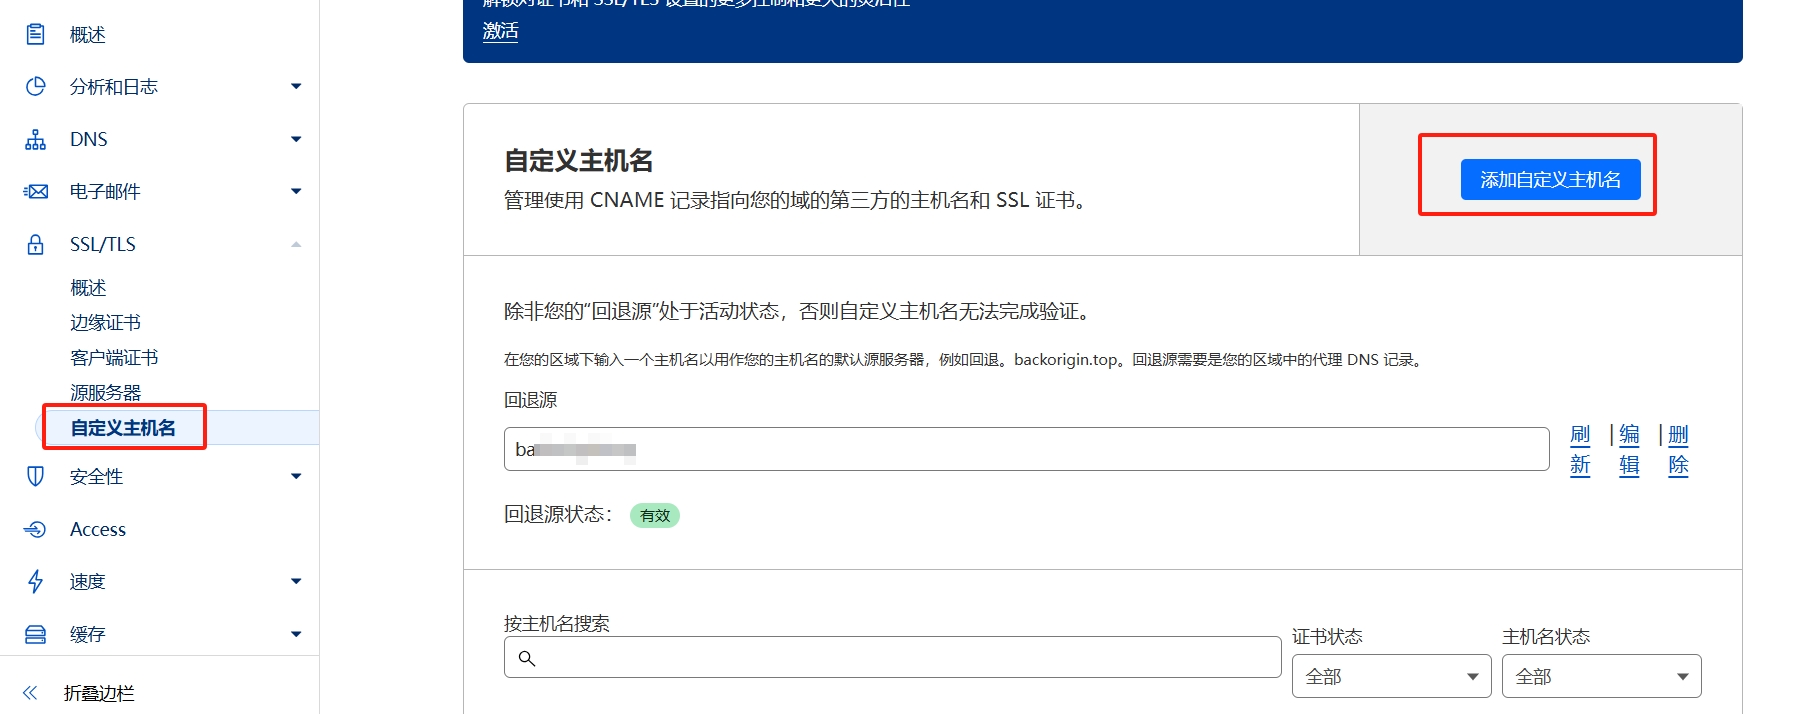 概述
分析和日志
DNS
电子邮件
SSL/TLS
概述
边缘证书
客户端证书
源服务器
自定义主机名
安全性
Access
速度
缓存
折叠边栏
激活
自定义主机名
管理使用 CNAME 记录指向您的域的第三方的主机名和 SSL 证书。
添加自定义主机名
除非您的“回退源”处于活动状态，否则自定义主机名无法完成验证。
在您的区域下输入一个主机名以用作您的主机名的默认源服务器，例如回退。backorigin.top。回退源需要是您的区域中的代理 DNS 记录。
回退源
ba
刷新 | 编辑 | 删除
回退源状态： 有效
按主机名搜索
证书状态
主机名状态
全部
全部